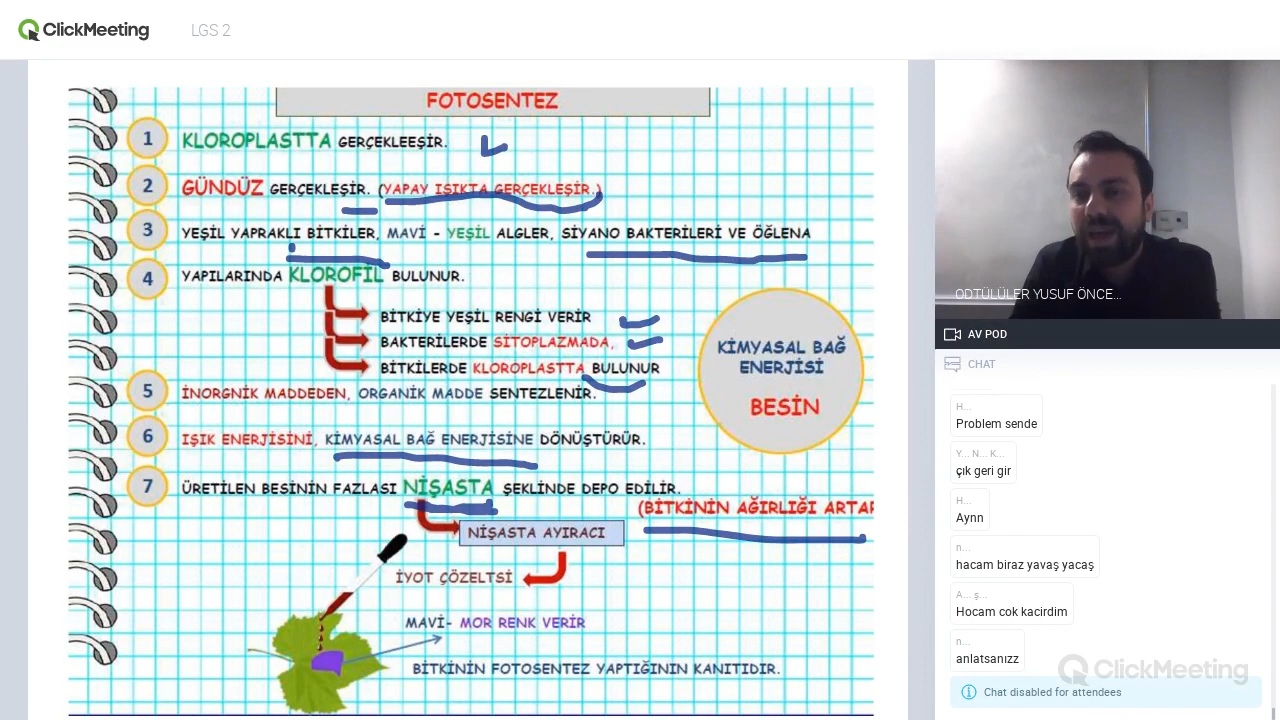 ClickMeeting
LGS 2
FOTOSENTEZ
1 KLOROPLASTTA GERÇEKLEEŞİR.
2 GÜNDÜZ GERÇEKLEŞİR. (YAPAY IŞIKTA GERÇEKLEŞİR.)
3 YEŞİL YAPRAKLI BİTKİLER, MAVİ - YEŞİL ALGLER, SİYANO BAKTERİLERİ VE ÖĞLENA
4 YAPILARINDA KLOROFİL BULUNUR.
BİTKİYE YEŞİL RENGİ VERİR
BAKTERİLERDE SİTOPLAZMADA,
BİTKİLERDE KLOROPLASTTA BULUNUR
5 İNORGNİK MADDEDEN, ORGANİK MADDE SENTEZLENİR.
6 IŞIK ENERJİSİNİ, KİMYASAL BAĞ ENERJİSİNE DÖNÜŞTÜRÜR.
7 ÜRETİLEN BESİNİN FAZLASI NİŞASTA ŞEKLİNDE DEPO EDİLİR.
(BİTKİNİN AĞIRLIĞI ARTAR
NİŞASTA AYIRACI
İYOT ÇÖZELTSİ
MAVİ- MOR RENK VERİR
BİTKİNİN FOTOSENTEZ YAPTIĞININ KANITIDIR.
KİMYASAL BAĞ
ENERJİSİ
BESİN
ODTÜLÜLER YUSUF ÖNCE...
AV POD
CHAT
H...
Problem sende
Y... N... K...
çık geri gir
H...
Aynn
n...
hacam biraz yavaş yacaş
A... ş...
Hocam cok kacirdim
n...
anlatsanızz
ClickMeeting
Chat disabled for attendees